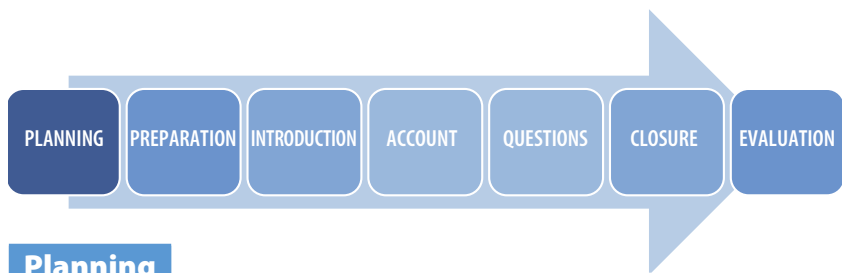 PLANNING PREPARATION INTRODUCTION ACCOUNT QUESTIONS CLOSURE EVALUATION
Planning